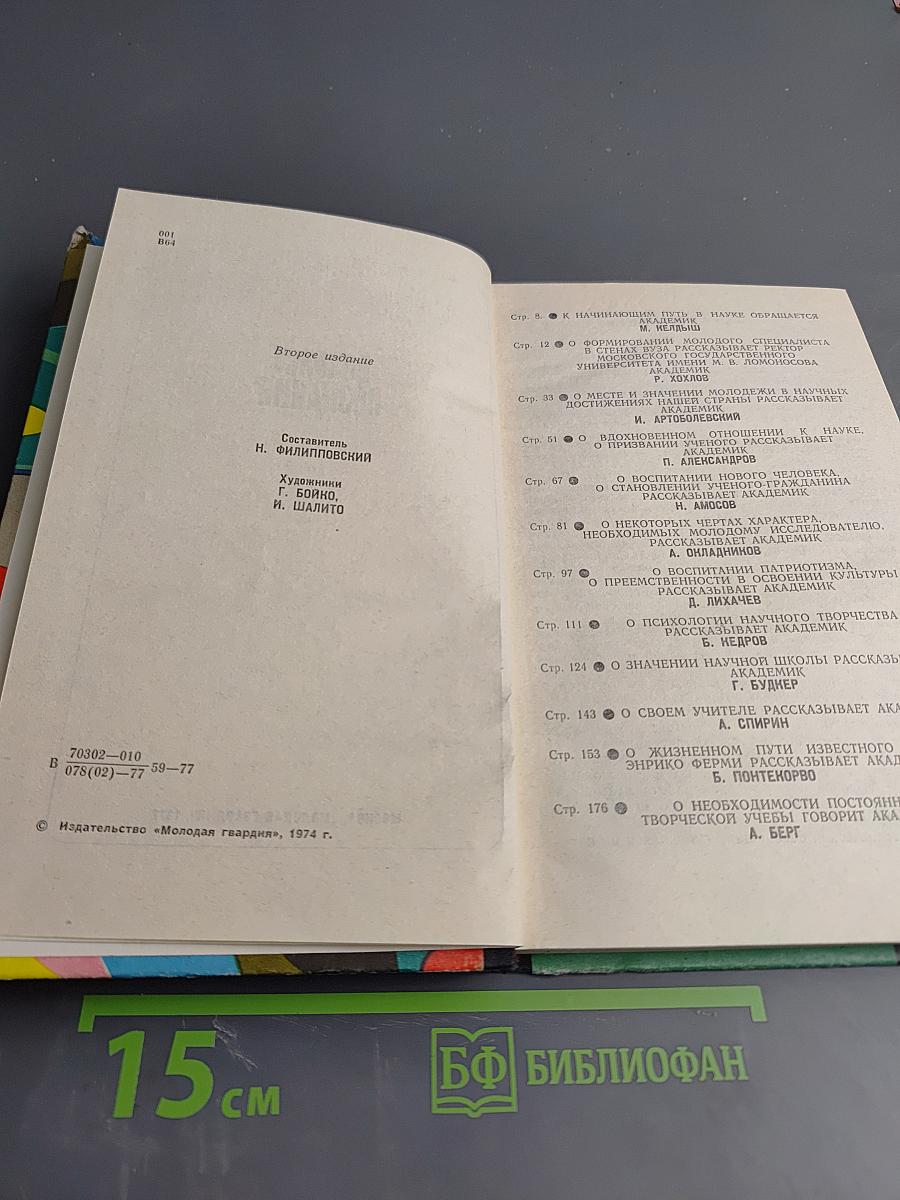 001
В64
Второе издание
Составитель
Н. ФИЛИППОВСКИЙ
Художники
Г. БОЙКО,
И. ШАЛИТО
В 70302—010
078(02)—77 59—77
© Издательство «Молодая гвардия», 1974 г.
Стр. 8. К НАЧИНАЮЩИМ ПУТЬ В НАУКЕ ОБРАЩАЕТСЯ
АКАДЕМИК
М. КЕЛДЫШ
Стр. 12 О ФОРМИРОВАНИИ МОЛОДОГО СПЕЦИАЛИСТА
В СТЕНАХ ВУЗА РАССКАЗЫВАЕТ РЕКТОР
МОСКОВСКОГО ГОСУДАРСТВЕННОГО
УНИВЕРСИТЕТА ИМЕНИ М. В. ЛОМОНОСОВА
АКАДЕМИК
Р. ХОХЛОВ
Стр. 33 О МЕСТЕ И ЗНАЧЕНИИ МОЛОДЕЖИ В НАУЧНЫХ
ДОСТИЖЕНИЯХ НАШЕЙ СТРАНЫ РАССКАЗЫВАЕТ
АКАДЕМИК
И. АРТОБОЛЕВСКИЙ
Стр. 51 О ВДОХНОВЕННОМ ОТНОШЕНИИ К НАУКЕ,
О ПРИЗВАНИИ УЧЕНОГО РАССКАЗЫВАЕТ
АКАДЕМИК
П. АЛЕКСАНДРОВ
Стр. 67 О ВОСПИТАНИИ НОВОГО ЧЕЛОВЕКА,
О СТАНОВЛЕНИИ УЧЕНОГО-ГРАЖДАНИНА
РАССКАЗЫВАЕТ АКАДЕМИК
Н. АМОСОВ
Стр. 81 О НЕКОТОРЫХ ЧЕРТАХ ХАРАКТЕРА,
НЕОБХОДИМЫХ МОЛОДОМУ ИССЛЕДОВАТЕЛЮ,
РАССКАЗЫВАЕТ АКАДЕМИК
А. ОКЛАДНИКОВ
Стр. 97 О ВОСПИТАНИИ ПАТРИОТИЗМА,
О ПРЕЕМСТВЕННОСТИ В ОСВОЕНИИ КУЛЬТУРЫ
РАССКАЗЫВАЕТ АКАДЕМИК
Д. ЛИХАЧЕВ
Стр. 111 О ПСИХОЛОГИИ НАУЧНОГО ТВОРЧЕСТВА
РАССКАЗЫВАЕТ АКАДЕМИК
Б. КЕДРОВ
Стр. 124 О ЗНАЧЕНИИ НАУЧНОЙ ШКОЛЫ РАССКАЗЫ
АКАДЕМИК
Г. БУДКЕР
Стр. 143 О СВОЕМ УЧИТЕЛЕ РАССКАЗЫВАЕТ АКА
А. СПИРИН
Стр. 153 О ЖИЗНЕННОМ ПУТИ ИЗВЕСТНОГО
ЭНРИКО ФЕРМИ РАССКАЗЫВАЕТ АКАД
Б. ПОНТЕКОРВО
Стр. 176 О НЕОБХОДИМОСТИ ПОСТОЯНН
ТВОРЧЕСКОЙ УЧЕБЫ ГОВОРИТ АКА
А. БЕРГ
15 см
БФ БИБЛИОФАН